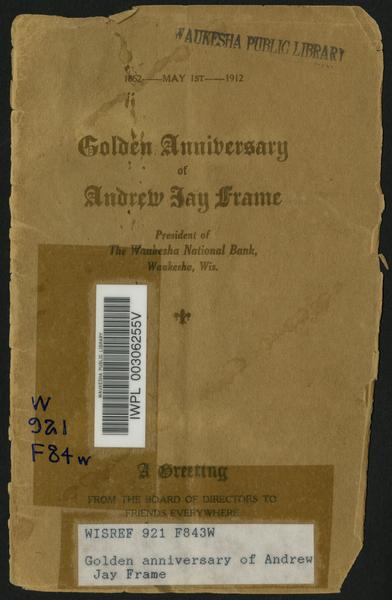 WAUKESHA PUBLIC LIBRARY
1862——MAY 1ST——1912
Golden Anniversary
of
Andrew Jay Frame
President of
The Waukesha National Bank,
Waukesha, Wis.
WAUKESHA PUBLIC LIBRARY
IWPL 00306255V
W
921
F84w
A Greeting
FROM THE BOARD OF DIRECTORS TO
FRIENDS EVERYWHERE
WISREF 921 F843W
Golden anniversary of Andrew
Jay Frame